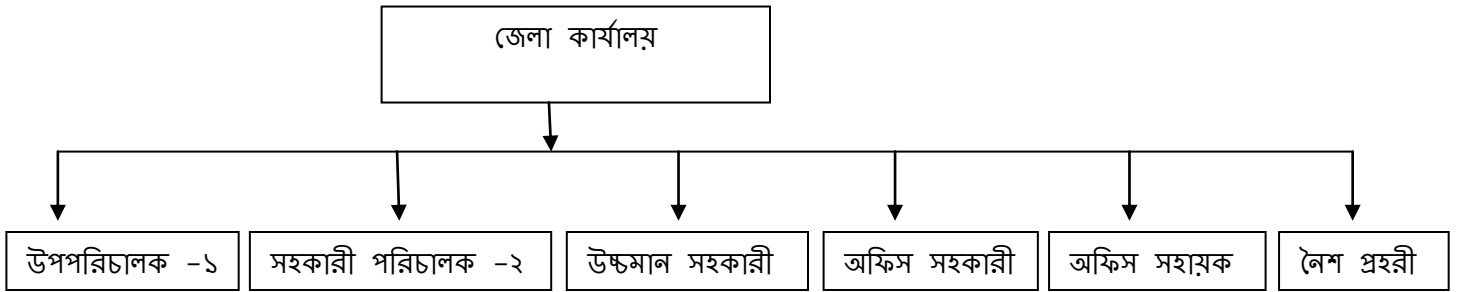 জেলা কার্যালয়
উপপরিচালক -১
সহকারী পরিচালক -২
উচ্চমান সহকারী
অফিস সহকারী
অফিস সহায়ক
নৈশ প্রহরী